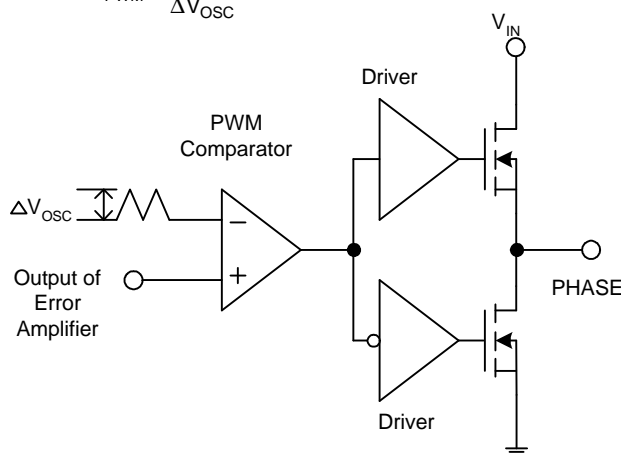 ΔV_OSC
V_IN
Driver
PWM
Comparator
ΔV_OSC
−
+
Output of
Error
Amplifier
PHASE
Driver